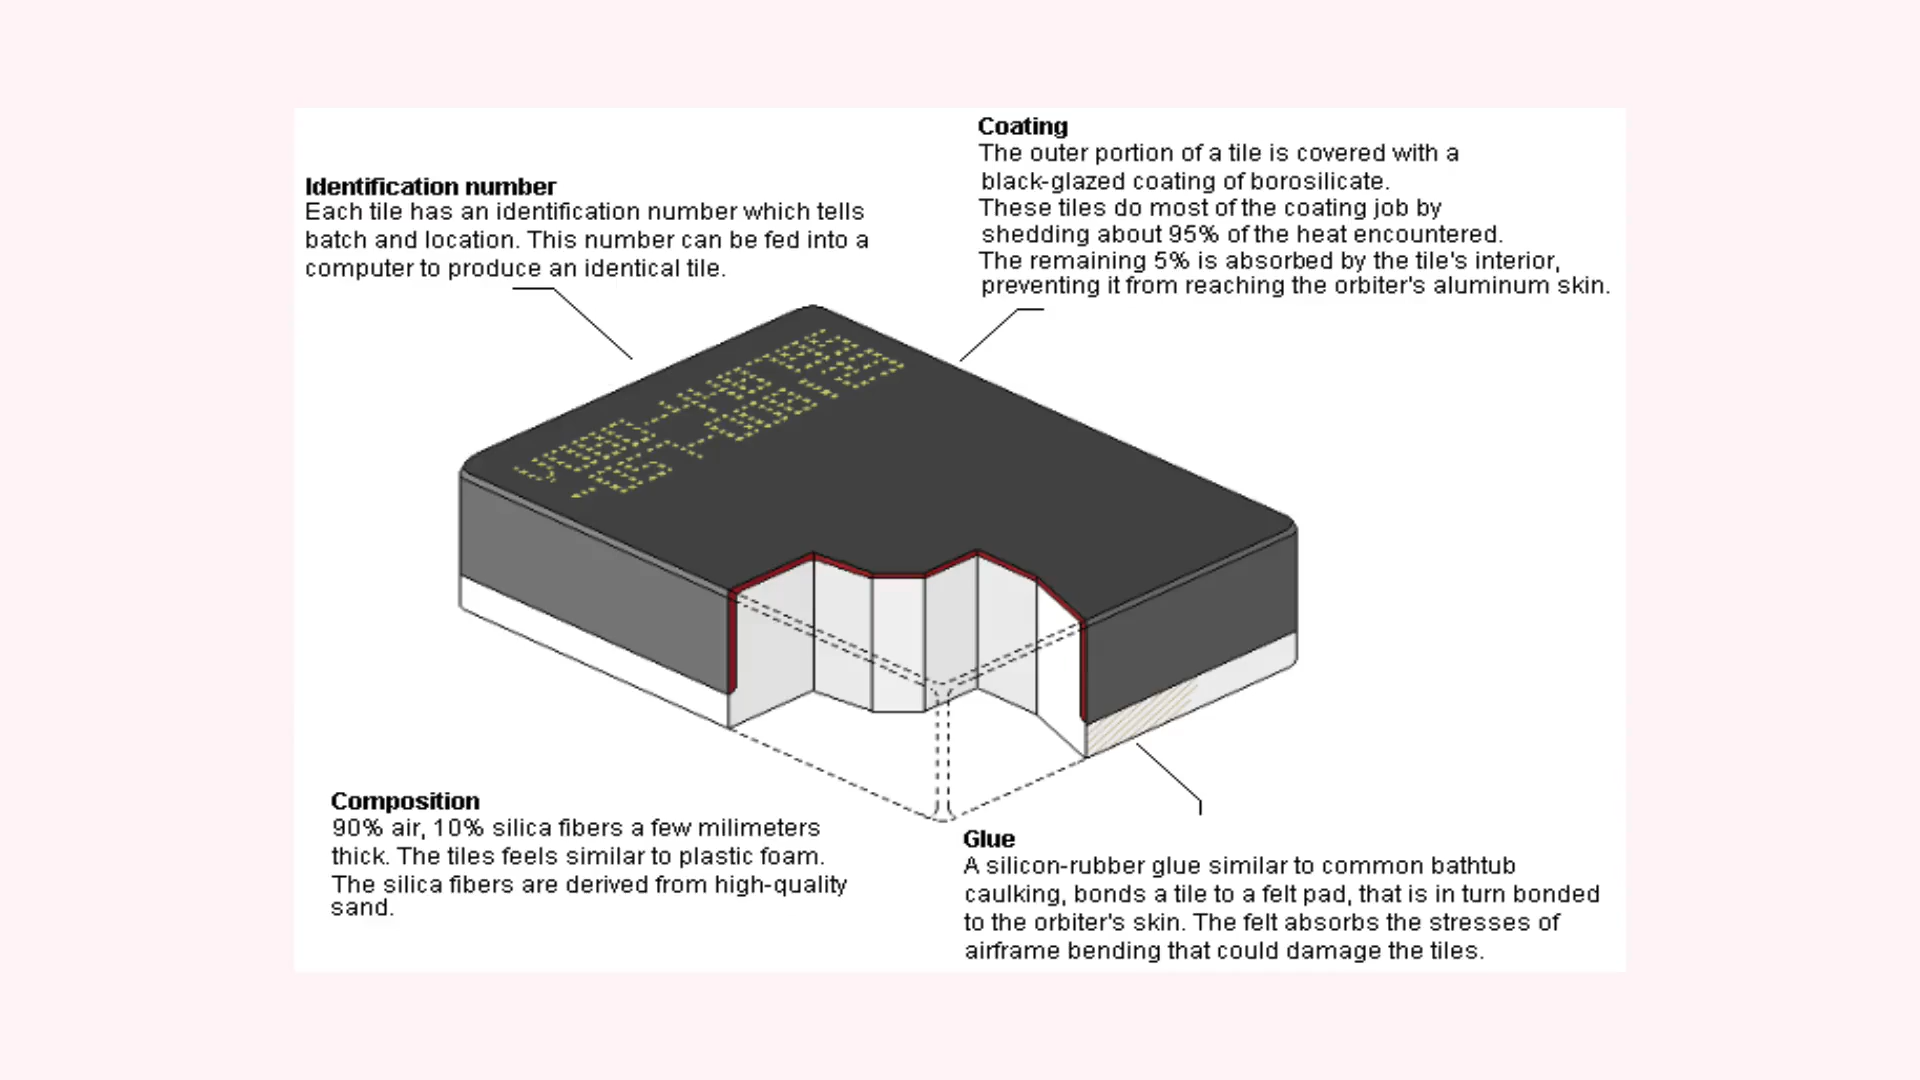 Identification number
Each tile has an identification number which tells
batch and location. This number can be fed into a
computer to produce an identical tile.
Coating
The outer portion of a tile is covered with a
black-glazed coating of borosilicate.
These tiles do most of the coating job by
shedding about 95% of the heat encountered.
The remaining 5% is absorbed by the tile's interior,
preventing it from reaching the orbiter's aluminum skin.
Composition
90% air, 10% silica fibers a few milimeters
thick. The tiles feels similar to plastic foam.
The silica fibers are derived from high-quality
sand.
Glue
A silicon-rubber glue similar to common bathtub
caulking, bonds a tile to a felt pad, that is in turn bonded
to the orbiter's skin. The felt absorbs the stresses of
airframe bending that could damage the tiles.